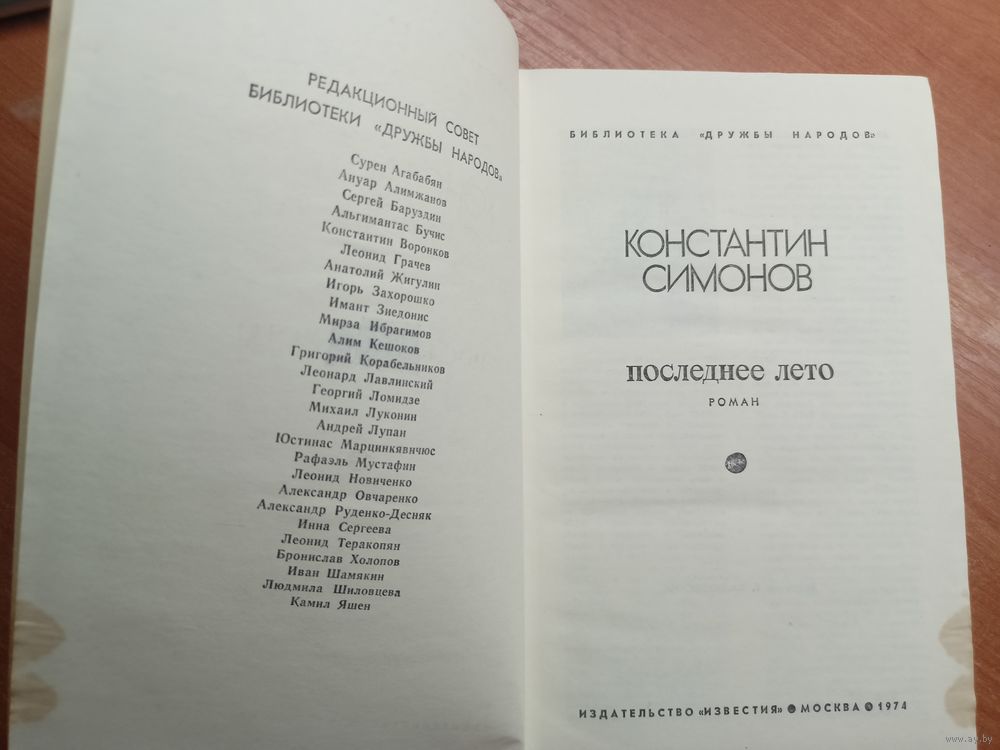 РЕДАКЦИОННЫЙ СОВЕТ
БИБЛИОТЕКИ «ДРУЖБЫ НАРОДОВ»
Сурен Агабабян
Ануар Алимжанов
Сергей Баруздин
Альгимантас Бучис
Константин Воронков
Леонид Грачев
Анатолий Жигулин
Игорь Захорошко
Имант Зиедонис
Мирза Ибрагимов
Алим Кешоков
Григорий Корабельников
Леонард Лавлинский
Георгий Ломидзе
Михаил Луконин
Андрей Лупан
Юстинас Марцинкявичюс
Рафаэль Мустафин
Леонид Новиченко
Александр Овчаренко
Александр Руденко-Десняк
Инна Сергеева
Леонид Теракопян
Бронислав Холопов
Иван Шамякин
Людмила Шиловцева
Камил Яшен
БИБЛИОТЕКА «ДРУЖБЫ НАРОДОВ»
КОНСТАНТИН
СИМОНОВ
последнее лето
РОМАН
ИЗДАТЕЛЬСТВО «ИЗВЕСТИЯ» МОСКВА 1974
www.ay.by